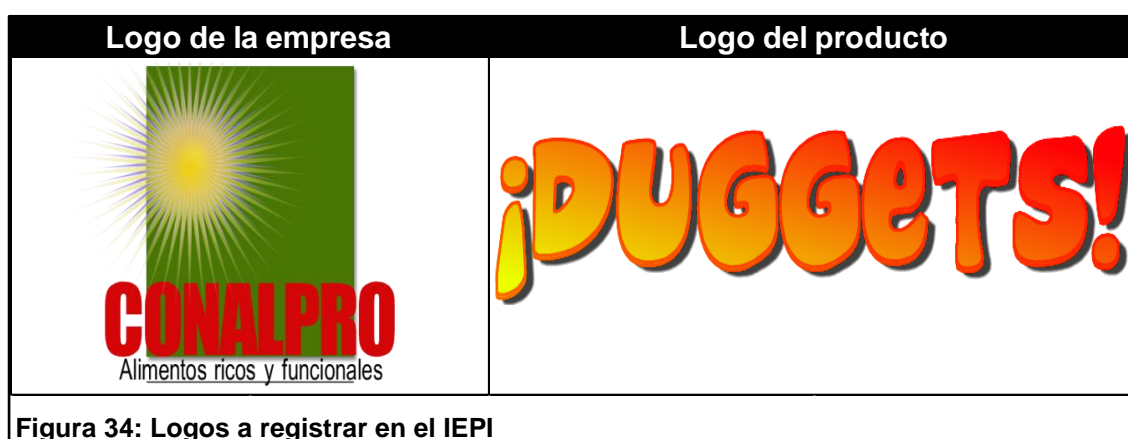 Logo de la empresa
Logo del producto
CONALPRO
Alimentos ricos y funcionales
¡DUGGeTS!
Figura 34: Logos a registrar en el IEPI